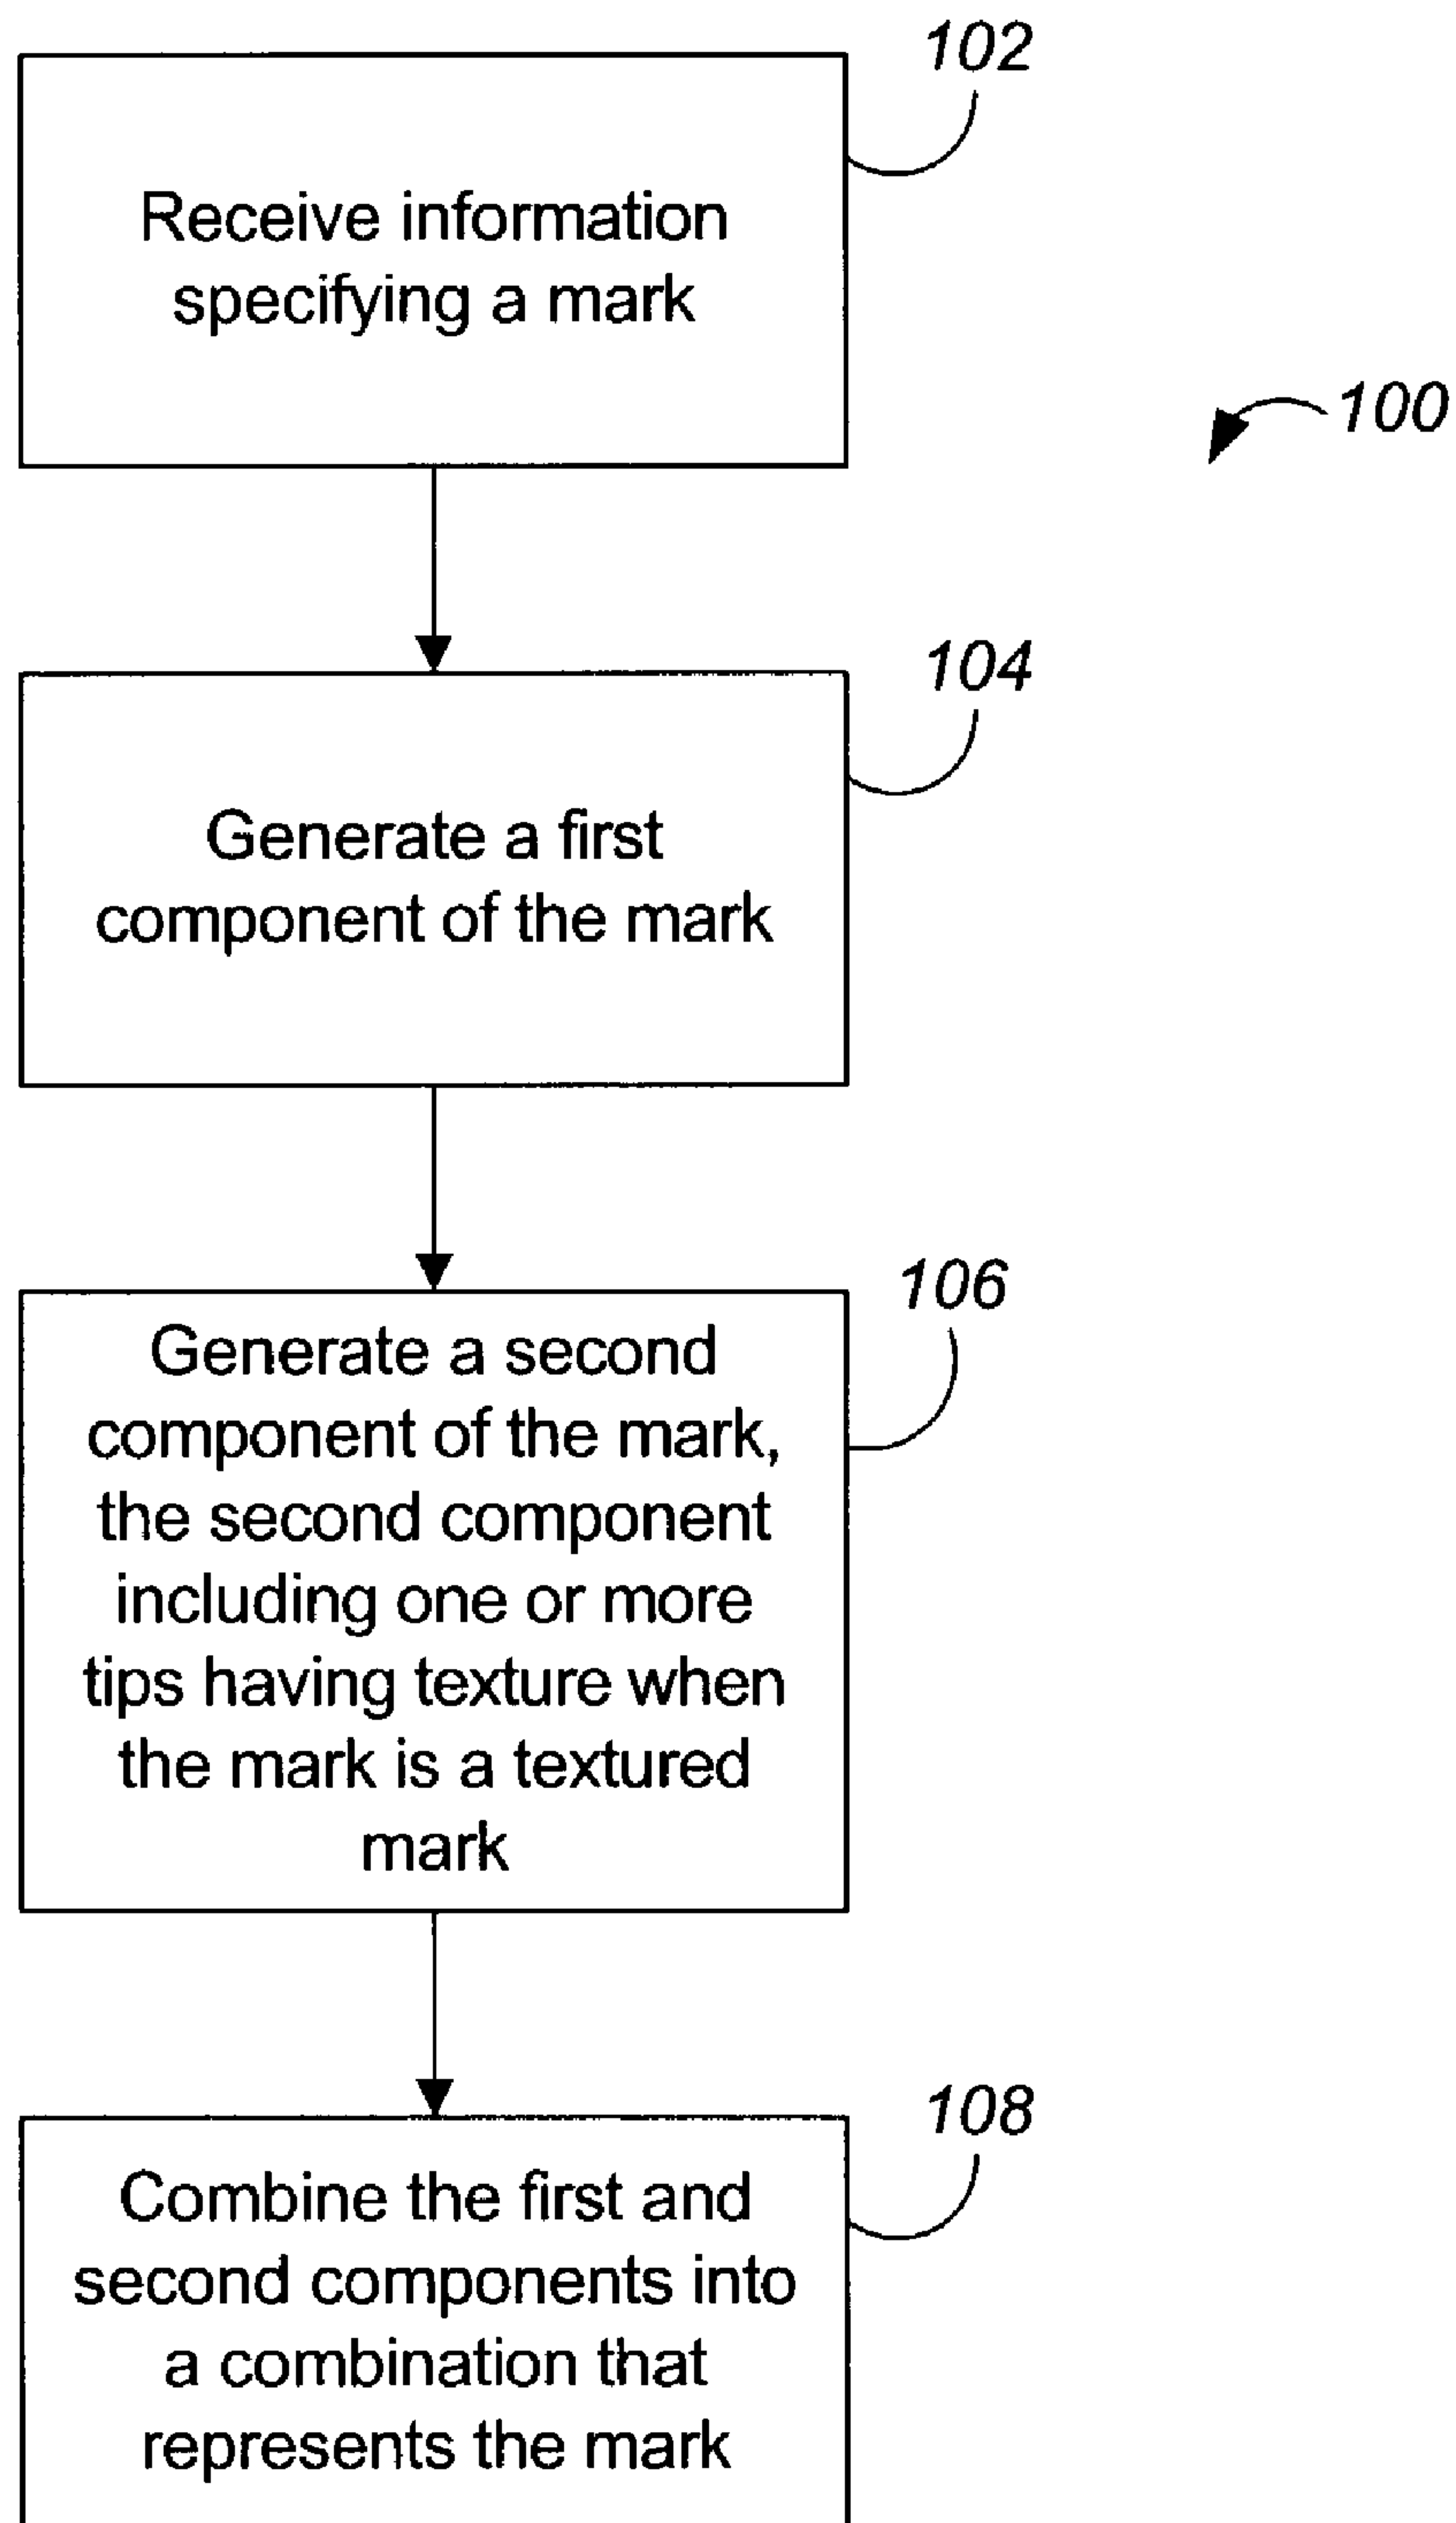 102
Receive information
specifying a mark
100
104
Generate a first
component of the mark
106
Generate a second
component of the mark,
the second component
including one or more
tips having texture when
the mark is a textured
mark
108
Combine the first and
second components into
a combination that
represents the mark